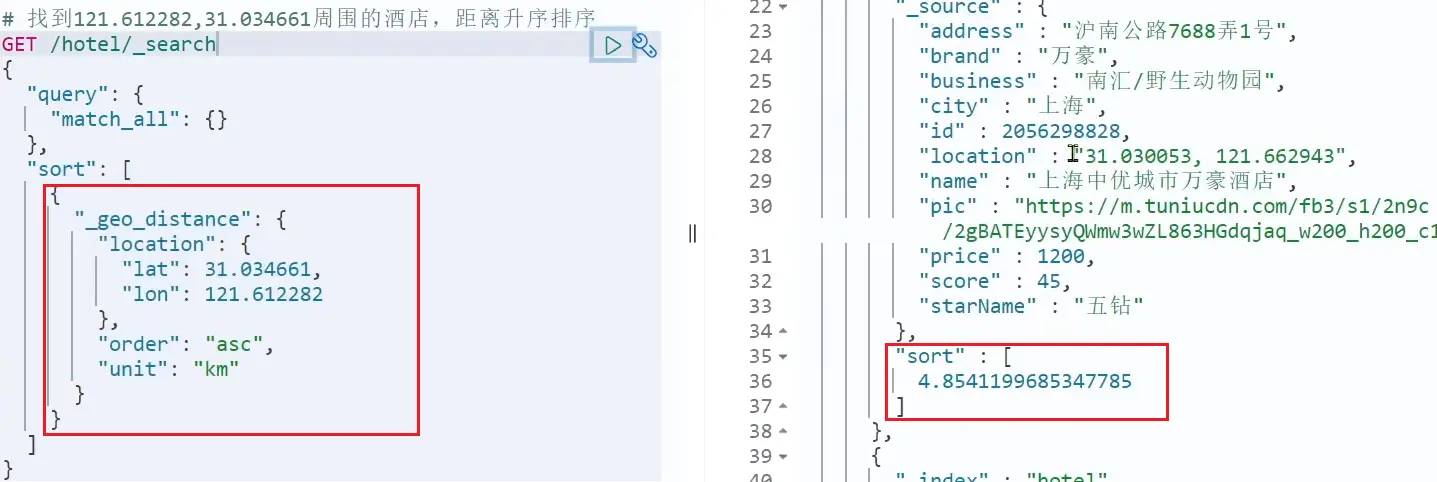 # 找到121.612282,31.034661周围的酒店，距离升序排序
GET /hotel/_search
{
  "query": {
    "match_all": {}
  },
  "sort": [
    {
      "_geo_distance": {
        "location": {
          "lat": 31.034661,
          "lon": 121.612282
        },
        "order": "asc",
        "unit": "km"
      }
    }
  ]
}
22 "_source" : {
23 "address" : "沪南公路7688弄1号",
24 "brand" : "万豪",
25 "business" : "南汇/野生动物园",
26 "city" : "上海",
27 "id" : 2056298828,
28 "location" : "31.030053, 121.662943",
29 "name" : "上海中优城市万豪酒店",
30 "pic" : "https://m.tuniucdn.com/fb3/s1/2n9c
/2gBATEyysyQWmw3wZL863HGdqjaq_w200_h200_c1
31 "price" : 1200,
32 "score" : 45,
33 "starName" : "五钻"
34 },
35 "sort" : [
36 4.8541199685347785
37 ]
38 },
39 {
40 "_index" : "hotel"